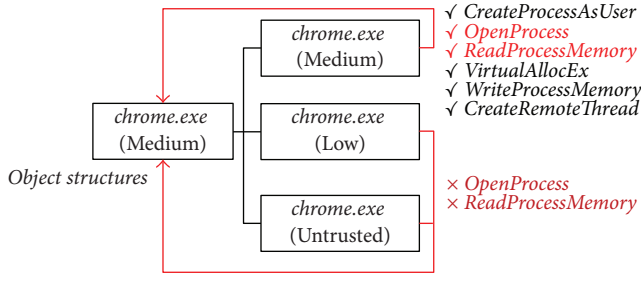 chrome.exe
(Medium)
✓ CreateProcessAsUser
✓ OpenProcess
✓ ReadProcessMemory
✓ VirtualAllocEx
✓ WriteProcessMemory
✓ CreateRemoteThread
chrome.exe
(Medium)
chrome.exe
(Low)
Object structures
× OpenProcess
× ReadProcessMemory
chrome.exe
(Untrusted)